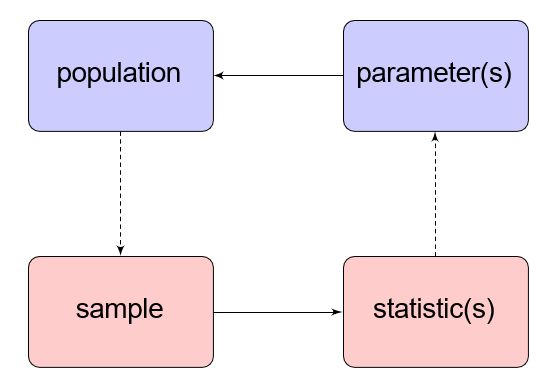 population
parameter(s)
sample
statistic(s)